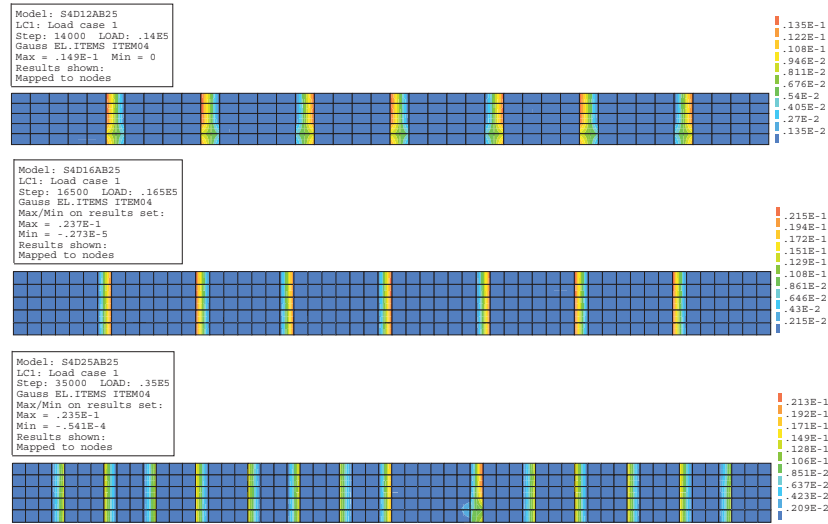 Model: S4D12AB25
LC1: Load case 1
Step: 14000 LOAD: .14E5
Gauss EL.ITEMS ITEM04
Max = .149E-1 Min = 0
Results shown:
Mapped to nodes
.135E-1
.122E-1
.108E-1
.946E-2
.811E-2
.676E-2
.54E-2
.405E-2
.27E-2
.135E-2
Model: S4D16AB25
LC1: Load case 1
Step: 16500 LOAD: .165E5
Gauss EL.ITEMS ITEM04
Max/Min on results set:
Max = .237E-1
Min = -.273E-5
Results shown:
Mapped to nodes
.215E-1
.194E-1
.172E-1
.151E-1
.129E-1
.108E-1
.861E-2
.646E-2
.43E-2
.215E-2
Model: S4D25AB25
LC1: Load case 1
Step: 35000 LOAD: .35E5
Gauss EL.ITEMS ITEM04
Max/Min on results set:
Max = .235E-1
Min = -.541E-4
Results shown:
Mapped to nodes
.213E-1
.192E-1
.171E-1
.149E-1
.128E-1
.106E-1
.851E-2
.637E-2
.423E-2
.209E-2